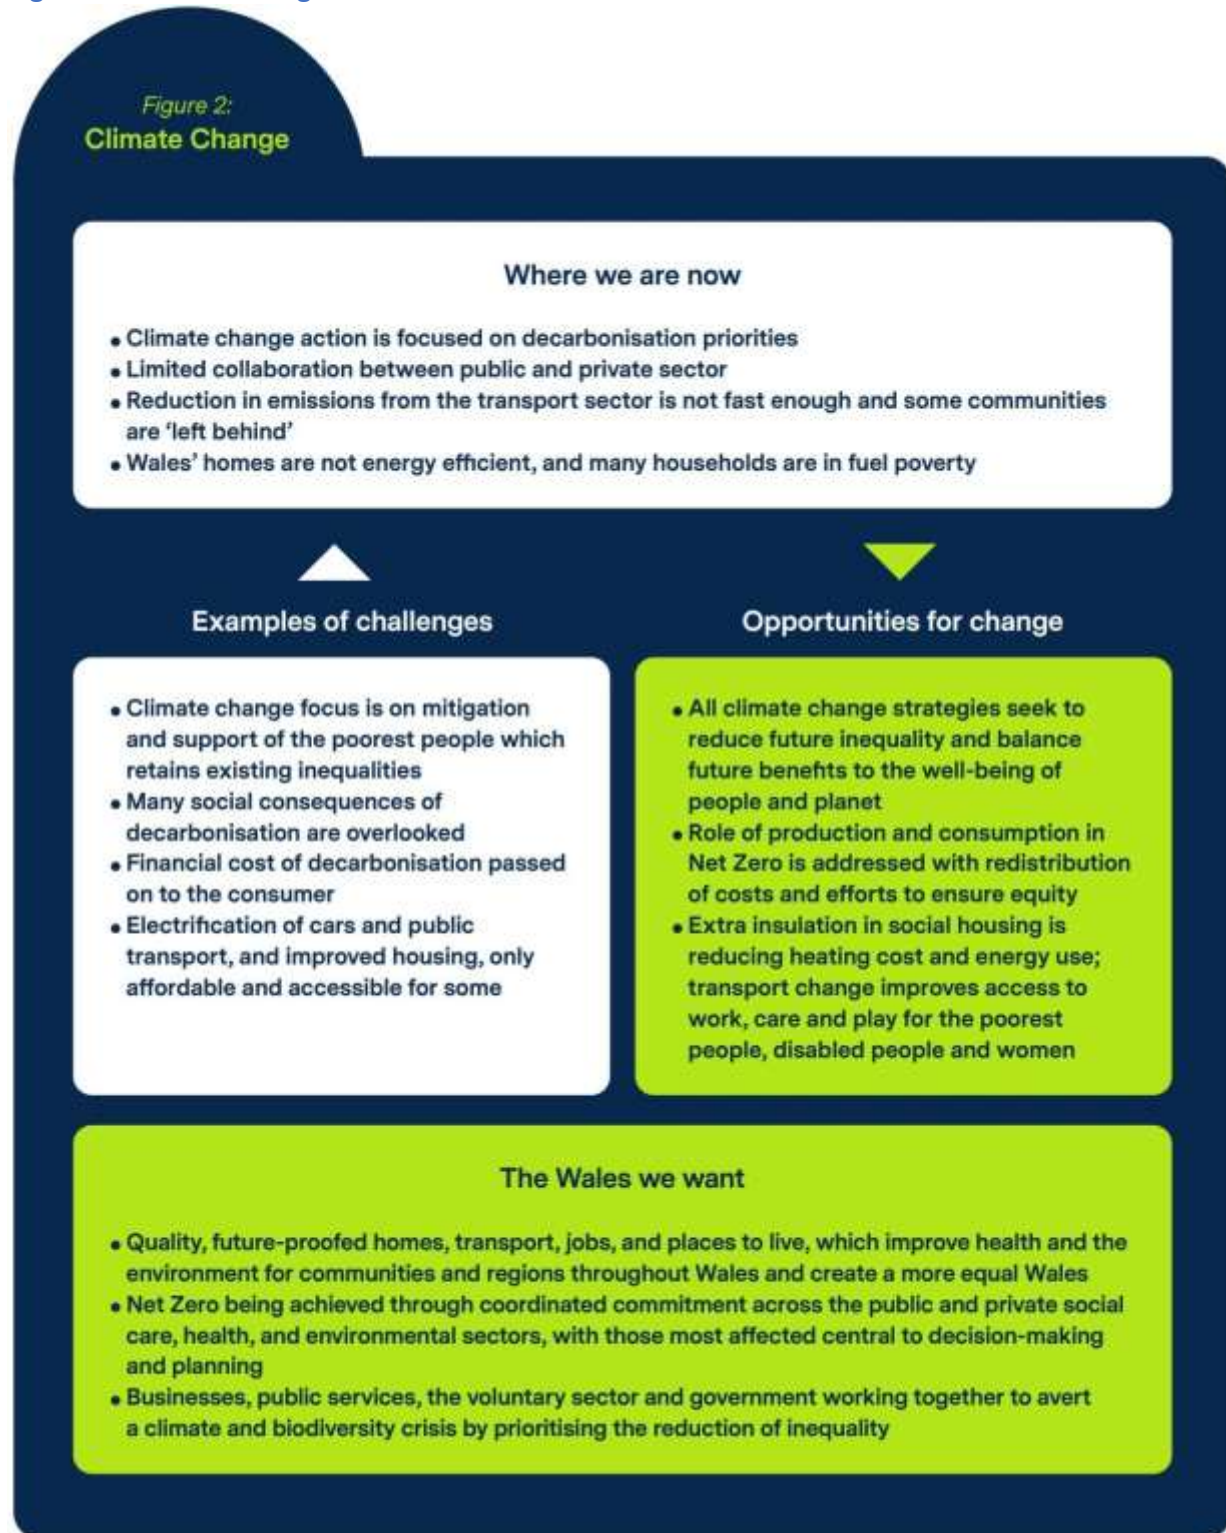 Figure 2:
Climate Change
Where we are now
• Climate change action is focused on decarbonisation priorities
• Limited collaboration between public and private sector
• Reduction in emissions from the transport sector is not fast enough and some communities
are ‘left behind’
• Wales’ homes are not energy efficient, and many households are in fuel poverty
Examples of challenges
• Climate change focus is on mitigation
and support of the poorest people which
retains existing inequalities
• Many social consequences of
decarbonisation are overlooked
• Financial cost of decarbonisation passed
on to the consumer
• Electrification of cars and public
transport, and improved housing, only
affordable and accessible for some
Opportunities for change
• All climate change strategies seek to
reduce future inequality and balance
future benefits to the well-being of
people and planet
• Role of production and consumption in
Net Zero is addressed with redistribution
of costs and efforts to ensure equity
• Extra insulation in social housing is
reducing heating cost and energy use;
transport change improves access to
work, care and play for the poorest
people, disabled people and women
The Wales we want
• Quality, future-proofed homes, transport, jobs, and places to live, which improve health and the
environment for communities and regions throughout Wales and create a more equal Wales
• Net Zero being achieved through coordinated commitment across the public and private social
care, health, and environmental sectors, with those most affected central to decision-making
and planning
• Businesses, public services, the voluntary sector and government working together to avert
a climate and biodiversity crisis by prioritising the reduction of inequality